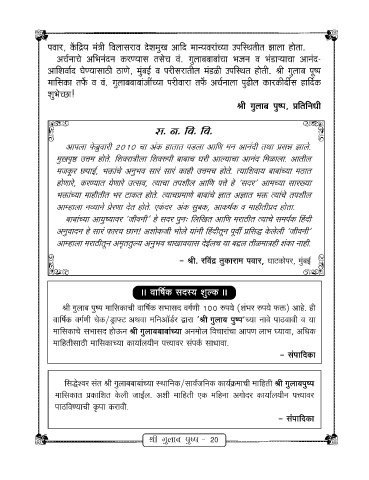 पवार, केंद्रिय मंत्री विलासराव देशमुख आदि मान्यवरांच्या उपस्थितीत झाला होता.
अर्चनाचे अभिनंदन करण्यास तसेच वं. गुलाबबाबांचा भजन व भंडाऱ्याचा आनंद-
आशिर्वाद घेण्यासाठी ठाणे, मुंबई व परीसरातील मंडळी उपस्थित होती. श्री गुलाब पुष्प
मासिका तर्फे व वं. गुलाबबाबांजींच्या परीवारा तर्फे अर्चनाला पुढील कारकीर्दीस हार्दिक
शुभेच्छा!
श्री गुलाब पुष्प, प्रतिनिधी
स. न. वि. वि.
आपला फेब्रुवारी 2010 चा अंक हातात पडला आणि मन आनंदी तथा प्रसन्न झाले.
मुखपृष्ठ उत्तम होते. शिवरात्रीला शिवरुपी बाबाच घरी आल्याचा आनंद मिळाला. आतील
मजकूर छपाई, भक्तांचे अनुभव सारं सारं काही उत्तमच होते. त्याशिवाय बाबांच्या मठात
होणारे, करण्यात येणारे उत्सव, त्याचा तपशील आणि पत्ते हे 'सदर' आमच्या सारख्या
भक्तांच्या माहीतीत भर टाकत होते. त्याचप्रमाणे बाबांचे ज्ञात अज्ञात भक्त त्यांचे तपशील
आम्हाला नव्याने प्रेरणा देत होते. एकंदर अंक सुबक, आकर्षक व माहीतीप्रद होता.
बाबांच्या आयुष्यावर 'जीवनी' हे सदर पुनः लिखित आणि मराठीत त्याचे समर्पक हिंदी
अनुवादन हे सारं फारच छान! अशोकजी भोले यांनी हिंदीतून पूर्वी प्रसिद्ध केलेली 'जीवनी'
आम्हाला मराठीतून अमृततुल्य अनुभव चाखावयास देईलच या बद्दल तीळमात्रही शंका नाही.
- श्री. रविंद्र तुकाराम पवार, घाटकोपर, मुंबई
।। वार्षिक सदस्य शुल्क ।।
श्री गुलाब पुष्प मासिकाची वार्षिक सभासद वर्गणी 100 रुपये (शंभर रुपये फक्त) आहे. ही
वार्षिक वर्गणी चेक/ड्राफ्ट अथवा मनिऑर्डर द्वारा 'श्री गुलाब पुष्प'च्या नावे पाठवावी व या
मासिकाचे सभासद होऊन श्री गुलाबबाबांच्या अनमोल विचारांचा आपण लाभ घ्यावा, अधिक
माहितीसाठी मासिकाच्या कार्यालयीन पत्त्यावर संपर्क साधावा.
- संपादिका
सिद्धेश्वर संत श्री गुलाबबाबांच्या स्थानिक/सार्वजनिक कार्यक्रमाची माहिती श्री गुलाबपुष्प
मासिकात प्रकाशित केली जाईल. अशी माहिती एक महिना अगोदर कार्यालयीन पत्त्यावर
पाठविण्याची कृपा करावी.
- संपादिका
श्री गुलाब पुष्प - 20